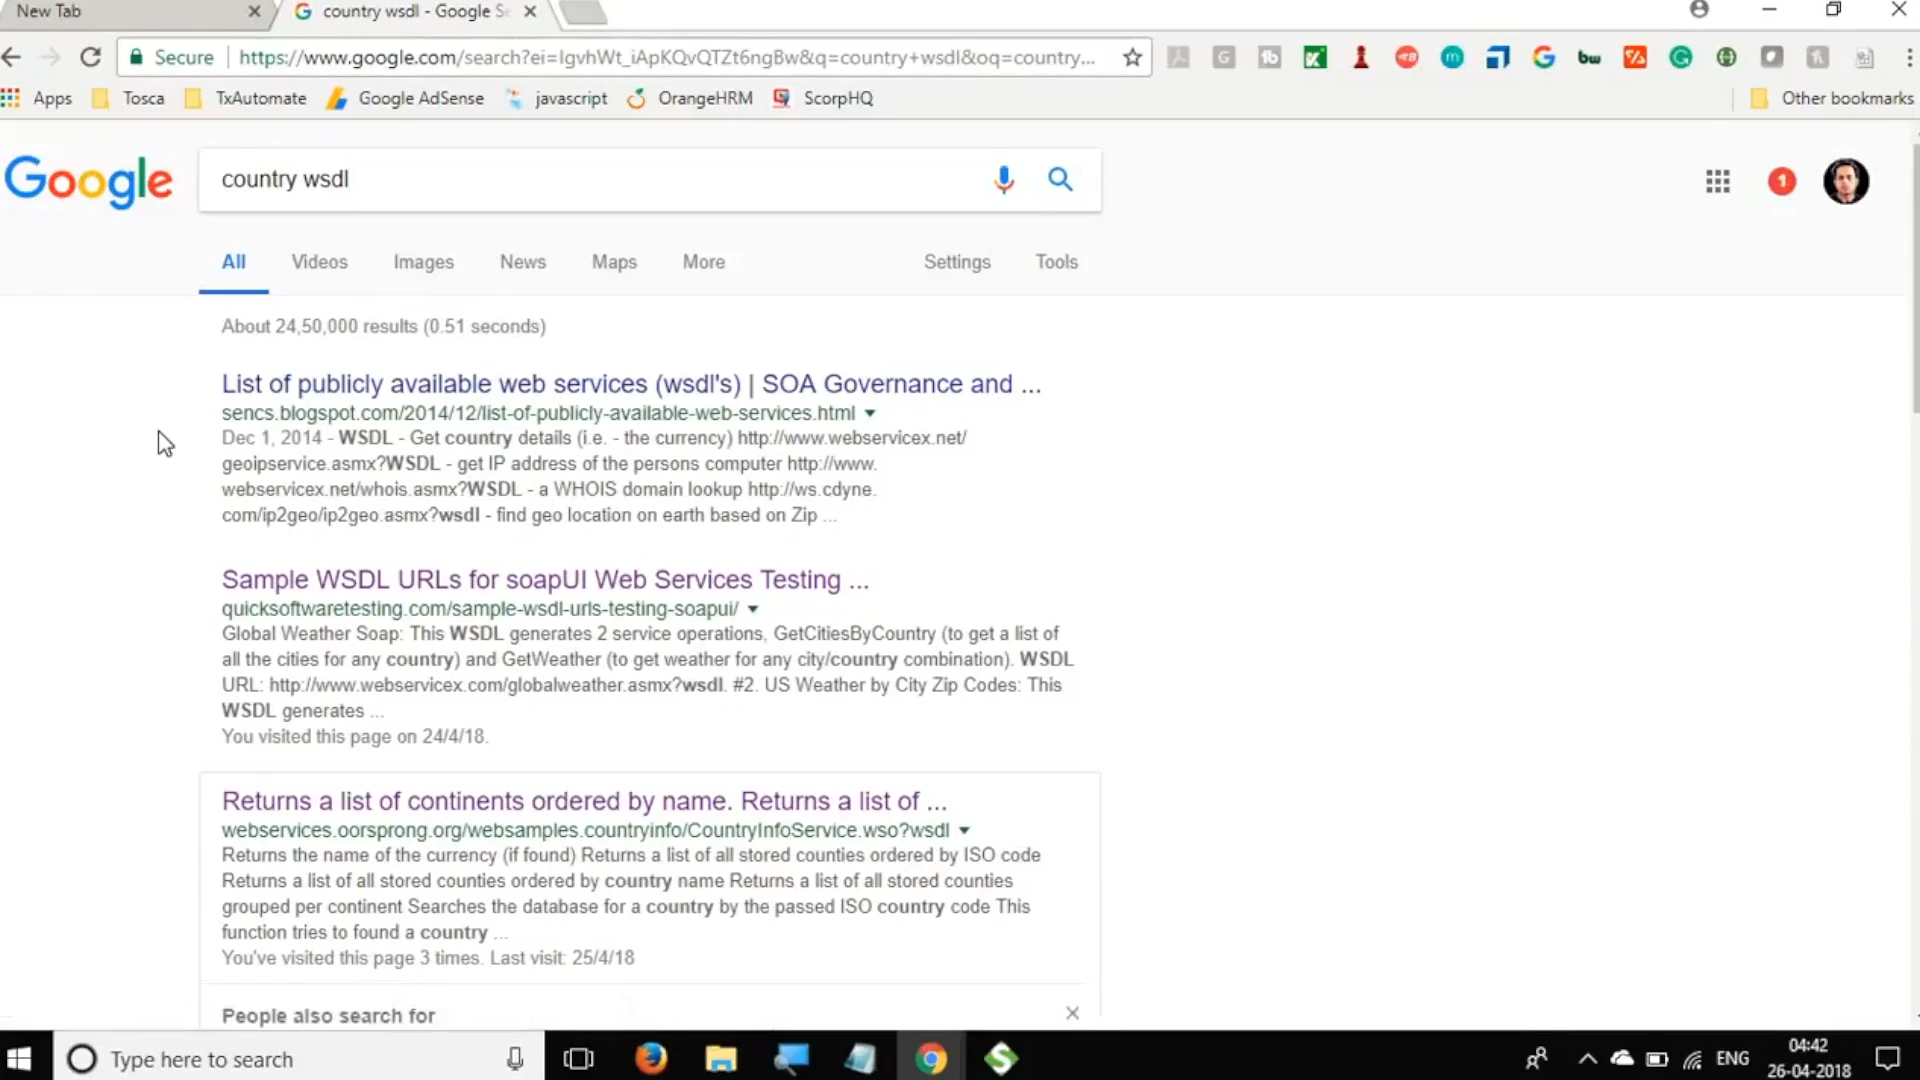 New Tab
country wsdl - Google Se
Secure
https://www.google.com/search?ei=IgvhWt_iApKQvQTZt6ngBw&q=country+wsdl&oq=country...
Apps
Tosca
TxAutomate
Google AdSense
javascript
OrangeHRM
ScorpHQ
Other bookmarks
Google
country wsdl
1
All
Videos
Images
News
Maps
More
Settings
Tools
About 24,50,000 results (0.51 seconds)
List of publicly available web services (wsdl's) | SOA Governance and ...
sencs.blogspot.com/2014/12/list-of-publicly-available-web-services.html
Dec 1, 2014 - WSDL - Get country details (i.e. - the currency) http://www.webservicex.net/
geoipservice.asmx?WSDL - get IP address of the persons computer http://www.
webservicex.net/whois.asmx?WSDL - a WHOIS domain lookup http://ws.cdyne.
com/ip2geo/ip2geo.asmx?wsdl - find geo location on earth based on Zip ...
Sample WSDL URLs for soapUI Web Services Testing ...
quicksoftwaretesting.com/sample-wsdl-urls-testing-soapui/
Global Weather Soap: This WSDL generates 2 service operations, GetCitiesByCountry (to get a list of
all the cities for any country) and GetWeather (to get weather for any city/country combination). WSDL
URL: http://www.webservicex.com/globalweather.asmx?wsdl. #2. US Weather by City Zip Codes: This
WSDL generates ...
You visited this page on 24/4/18.
Returns a list of continents ordered by name. Returns a list of ...
webservices.oorsprong.org/websamples.countryinfo/CountryInfoService.wso?wsdl
Returns the name of the currency (if found) Returns a list of all stored counties ordered by ISO code
Returns a list of all stored counties ordered by country name Returns a list of all stored counties
grouped per continent Searches the database for a country by the passed ISO country code This
function tries to found a country ...
You've visited this page 3 times. Last visit: 25/4/18
People also search for
Type here to search
ENG
04:42
26-04-2018